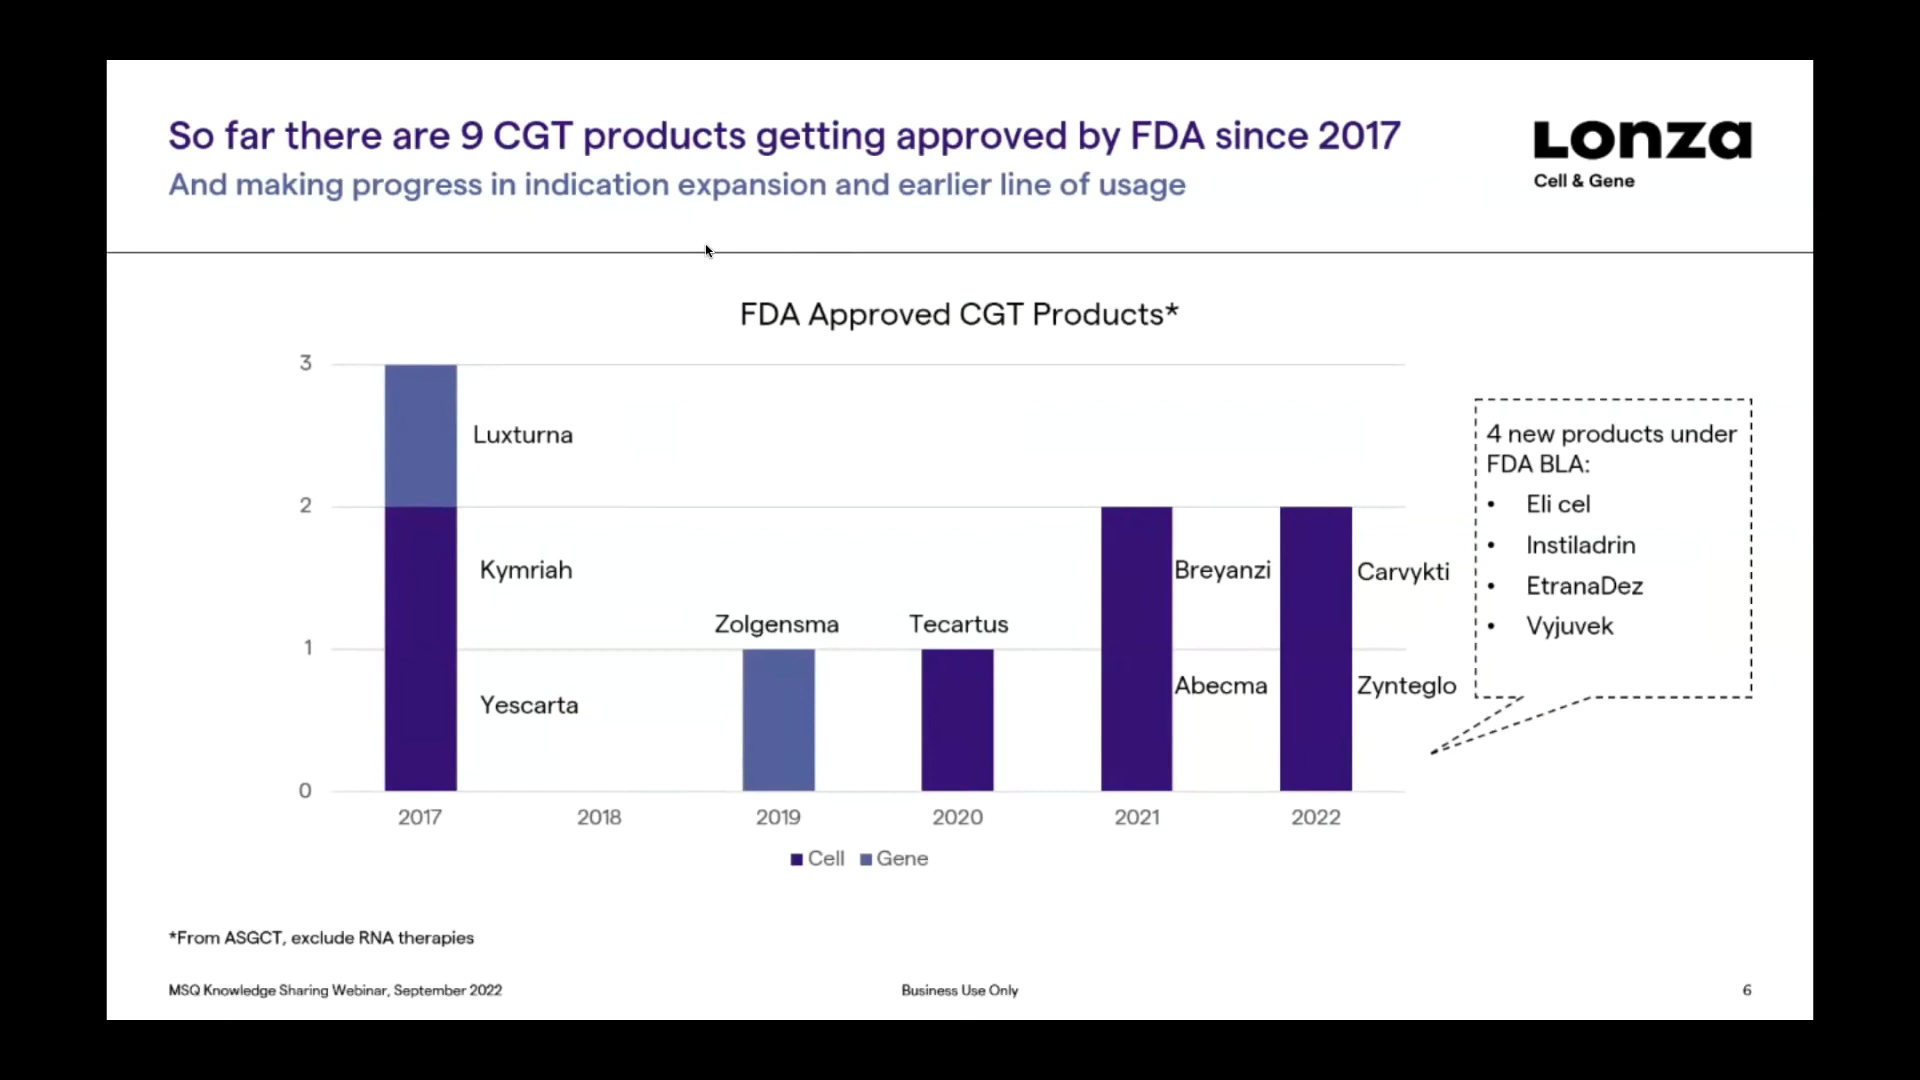 So far there are 9 CGT products getting approved by FDA since 2017
And making progress in indication expansion and earlier line of usage
Lonza
Cell & Gene
FDA Approved CGT Products*
3
2
1
0
Luxturna
Kymriah
Yescarta
Zolgensma
Tecartus
Breyanzi
Abecma
Carvykti
Zynteglo
2017 2018 2019 2020 2021 2022
Cell Gene
4 new products under
FDA BLA:
• Eli cel
• Instiladrin
• EtranaDez
• Vyjuvek
*From ASGCT, exclude RNA therapies
MSQ Knowledge Sharing Webinar, September 2022
Business Use Only
6